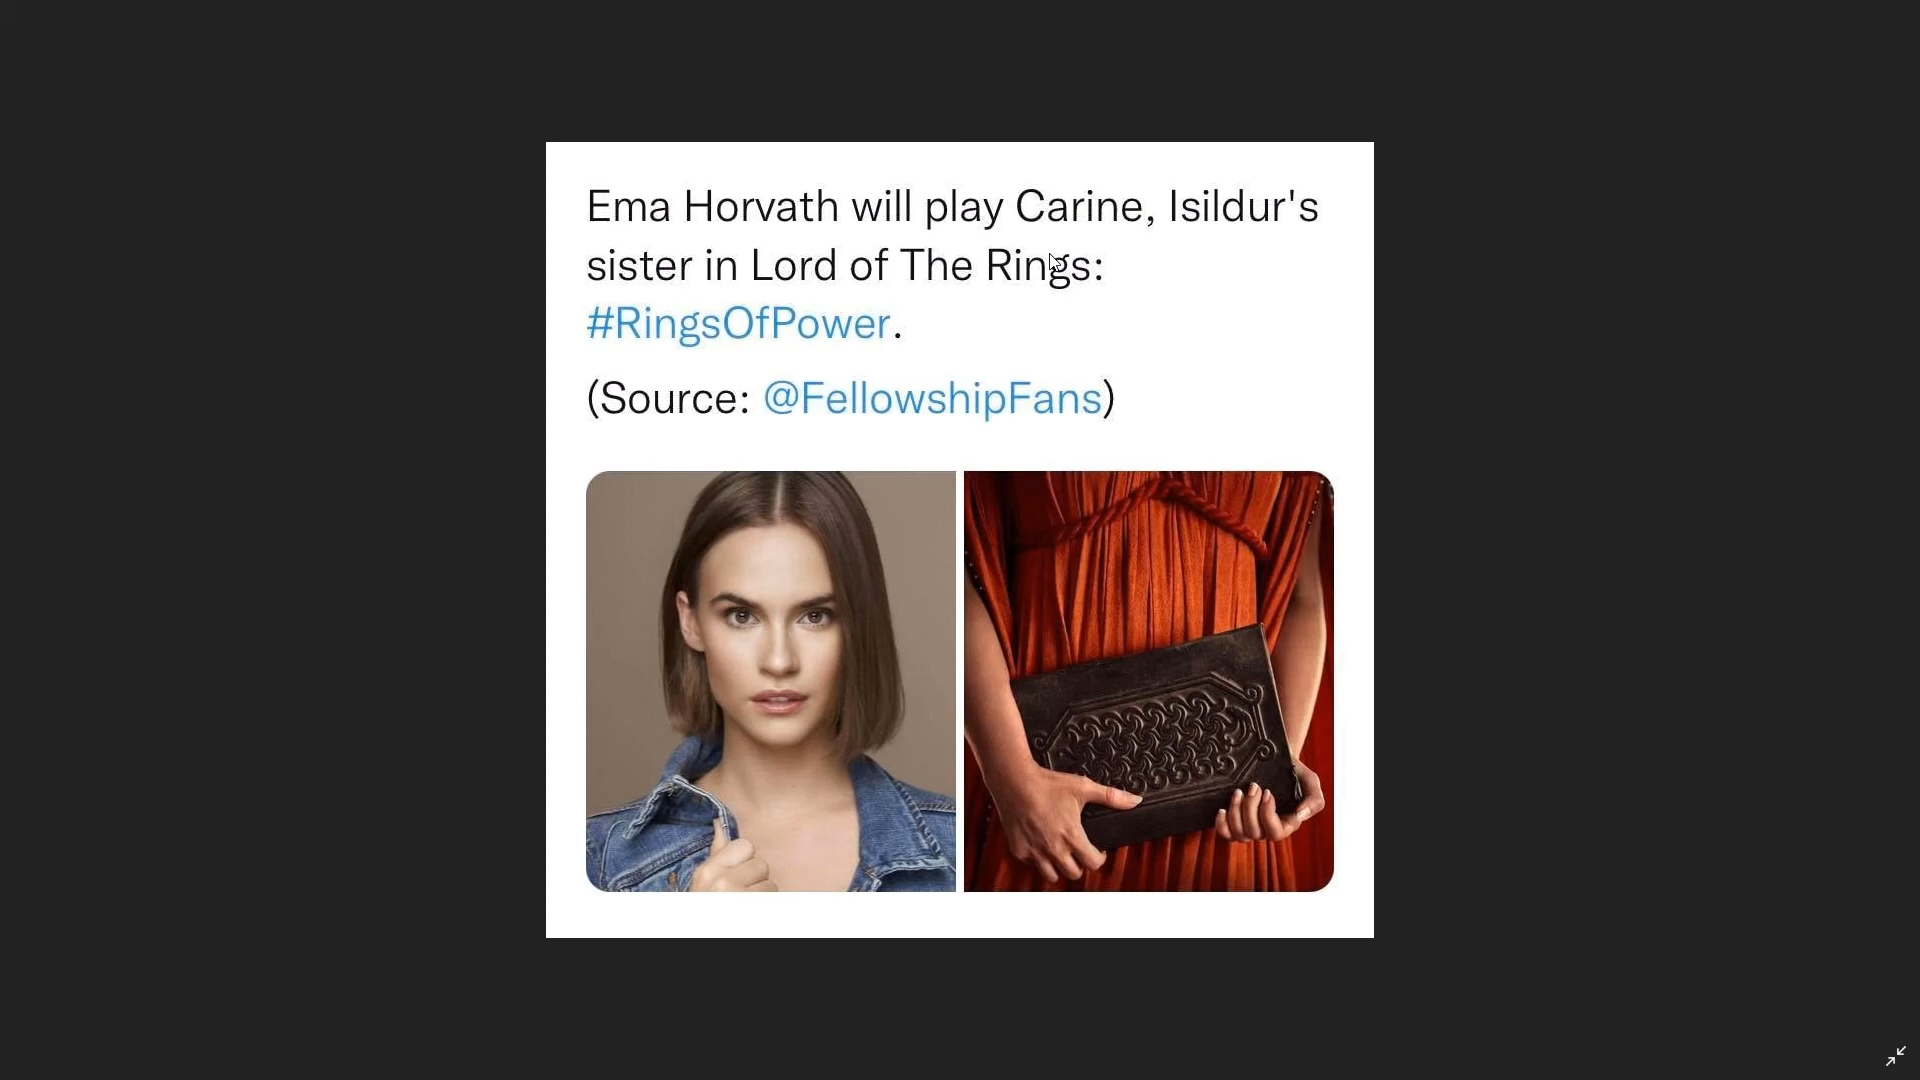 Ema Horvath will play Carine, Isildur's
sister in Lord of The Rings:
#RingsOfPower.
(Source: @FellowshipFans)